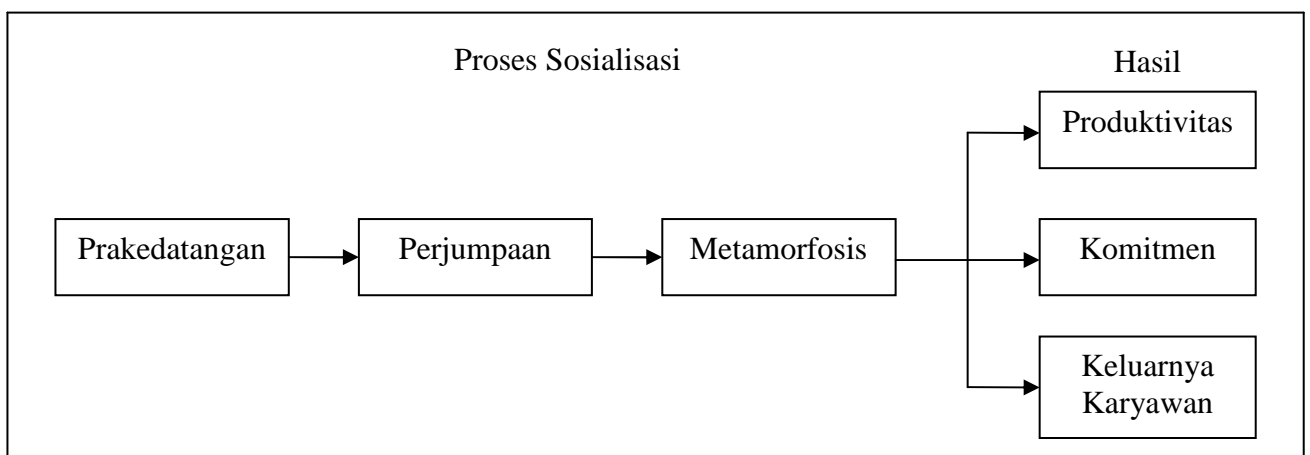 Proses Sosialisasi
Hasil
Prakedatangan
Perjumpaan
Metamorfosis
Produktivitas
Komitmen
Keluarnya
Karyawan